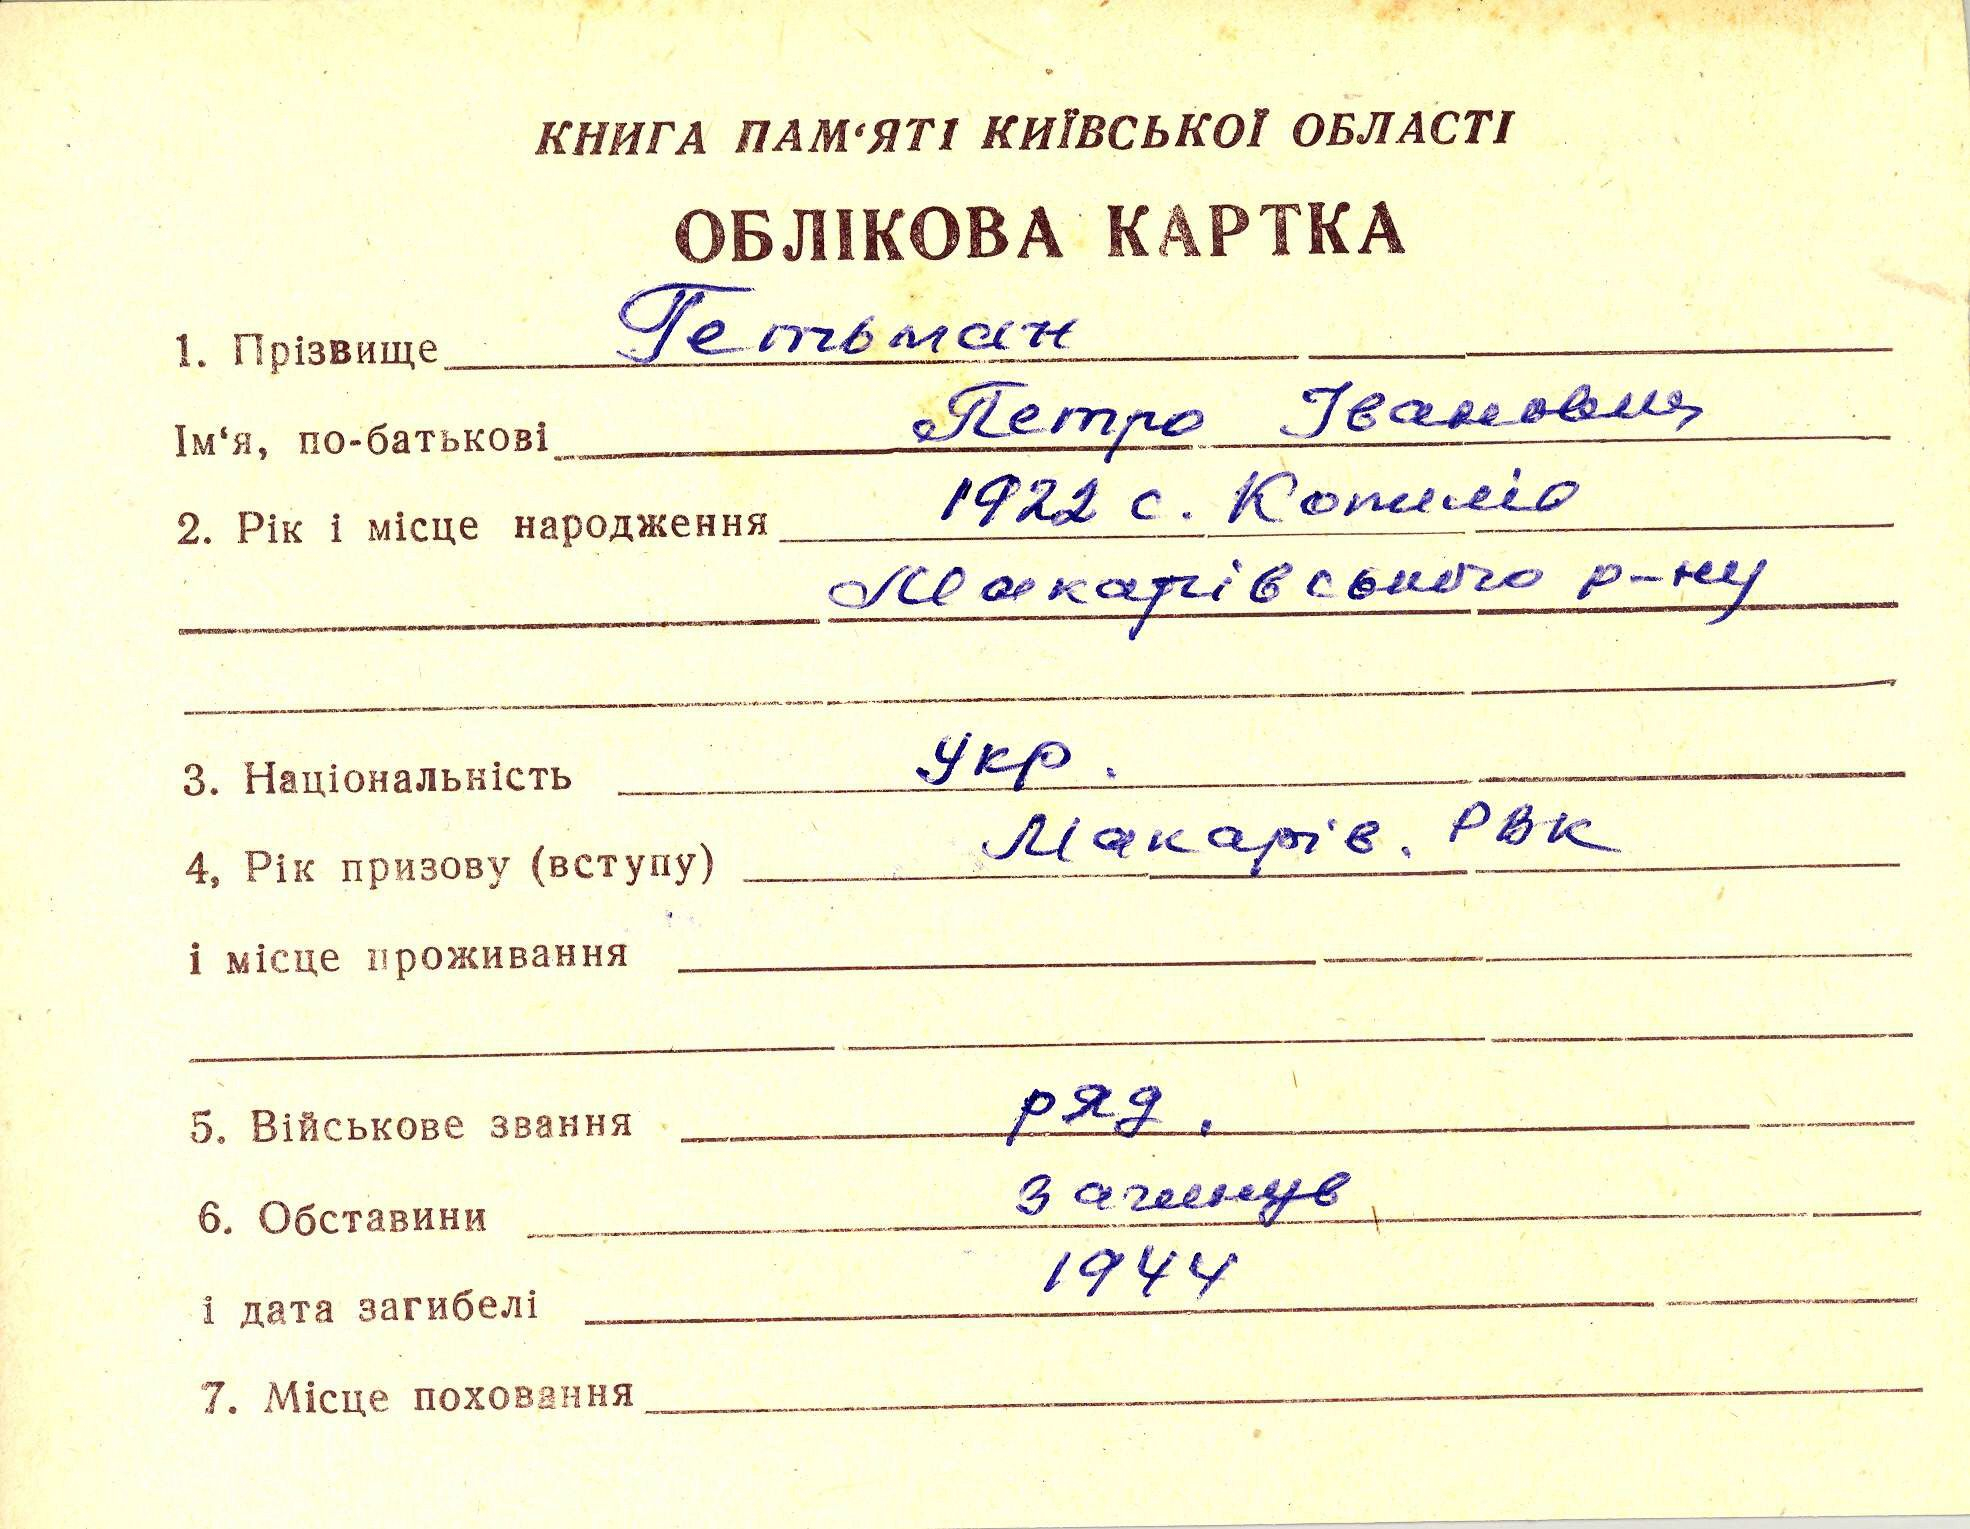 КНИГА ПАМ‘ЯТІ КИЇВСЬКОЇ ОБЛАСТІ
ОБЛІКОВА КАРТКА
1. Прізвище Гетьман
Ім‘я, по-батькові Петро Іванович
2. Рік і місце народження 1922 с. Копилів
Макарівського р-ну
3. Національність Укр.
4, Рік призову (вступу) Макарів. РВК
і місце проживання
5. Військове звання ряд.
6. Обставини загинув
і дата загибелі 1944
7. Місце поховання